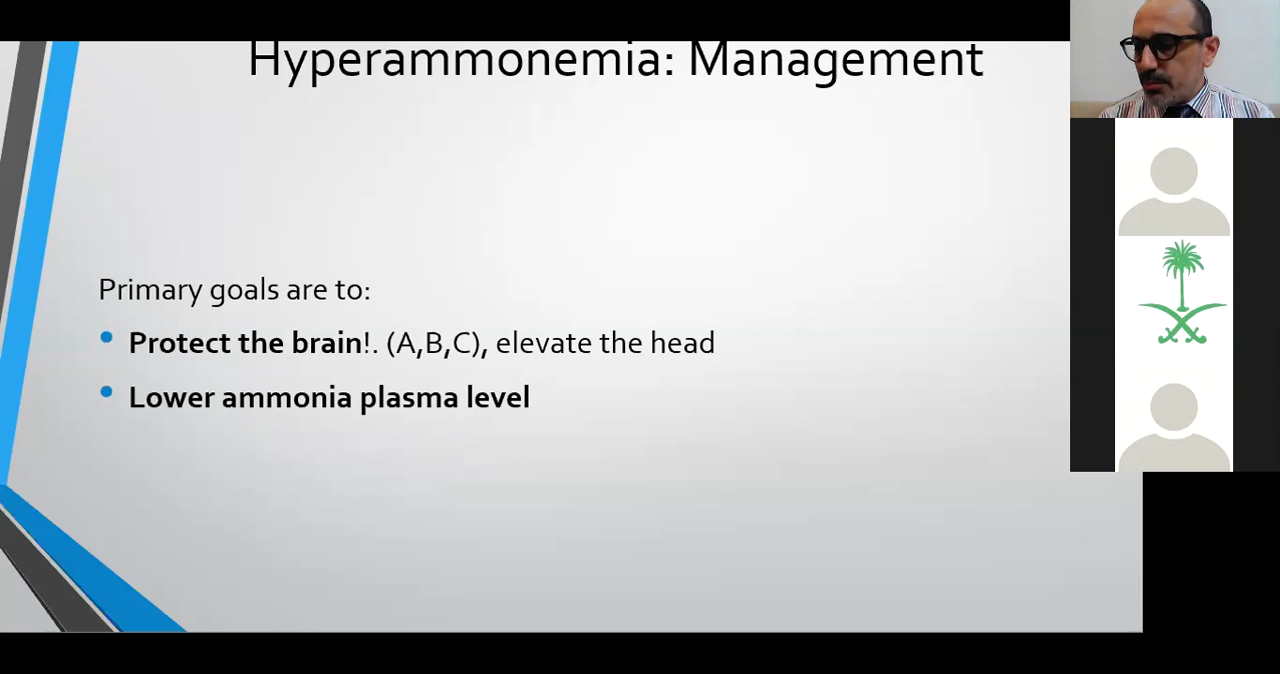 Hyperammonemia: Management
Primary goals are to:
• Protect the brain!. (A,B,C), elevate the head
• Lower ammonia plasma level